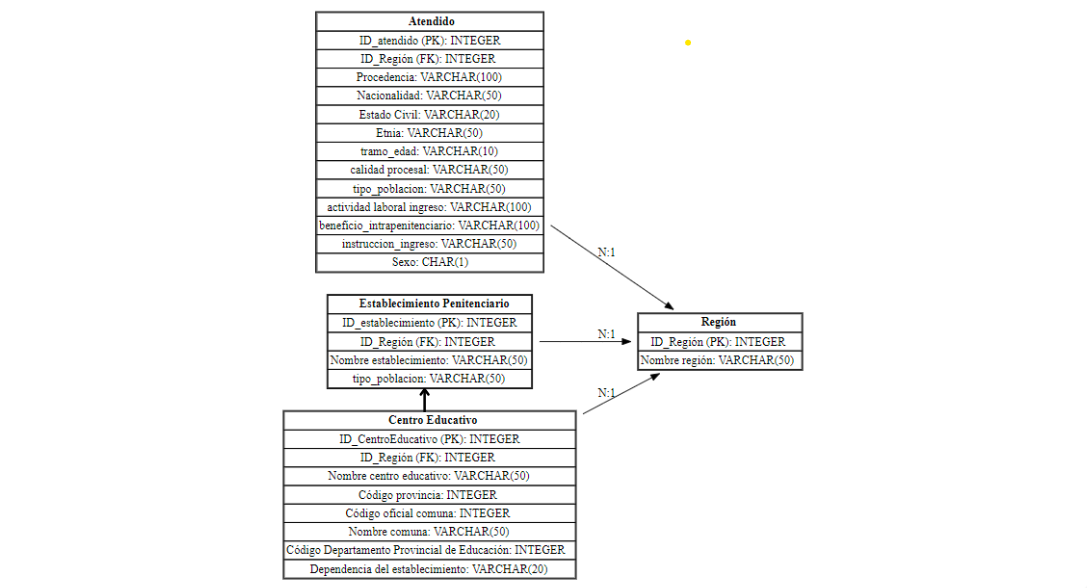 Atendido
ID_atendido (PK): INTEGER
ID_Región (FK): INTEGER
Procedencia: VARCHAR(100)
Nacionalidad: VARCHAR(50)
Estado Civil: VARCHAR(20)
Etnia: VARCHAR(50)
tramo_edad: VARCHAR(10)
calidad procesal: VARCHAR(50)
tipo_poblacion: VARCHAR(50)
actividad laboral ingreso: VARCHAR(100)
beneficio_intrapenitenciario: VARCHAR(100)
instruccion_ingreso: VARCHAR(50)
Sexo: CHAR(1)
N:1
Establecimiento Penitenciario
ID_establecimiento (PK): INTEGER
ID_Región (FK): INTEGER
Nombre establecimiento: VARCHAR(50)
tipo_poblacion: VARCHAR(50)
N:1
Región
ID_Región (PK): INTEGER
Nombre región: VARCHAR(50)
N:1
Centro Educativo
ID_CentroEducativo (PK): INTEGER
ID_Región (FK): INTEGER
Nombre centro educativo: VARCHAR(50)
Código provincia: INTEGER
Código oficial comuna: INTEGER
Nombre comuna: VARCHAR(50)
Código Departamento Provincial de Educación: INTEGER
Dependencia del establecimiento: VARCHAR(20)